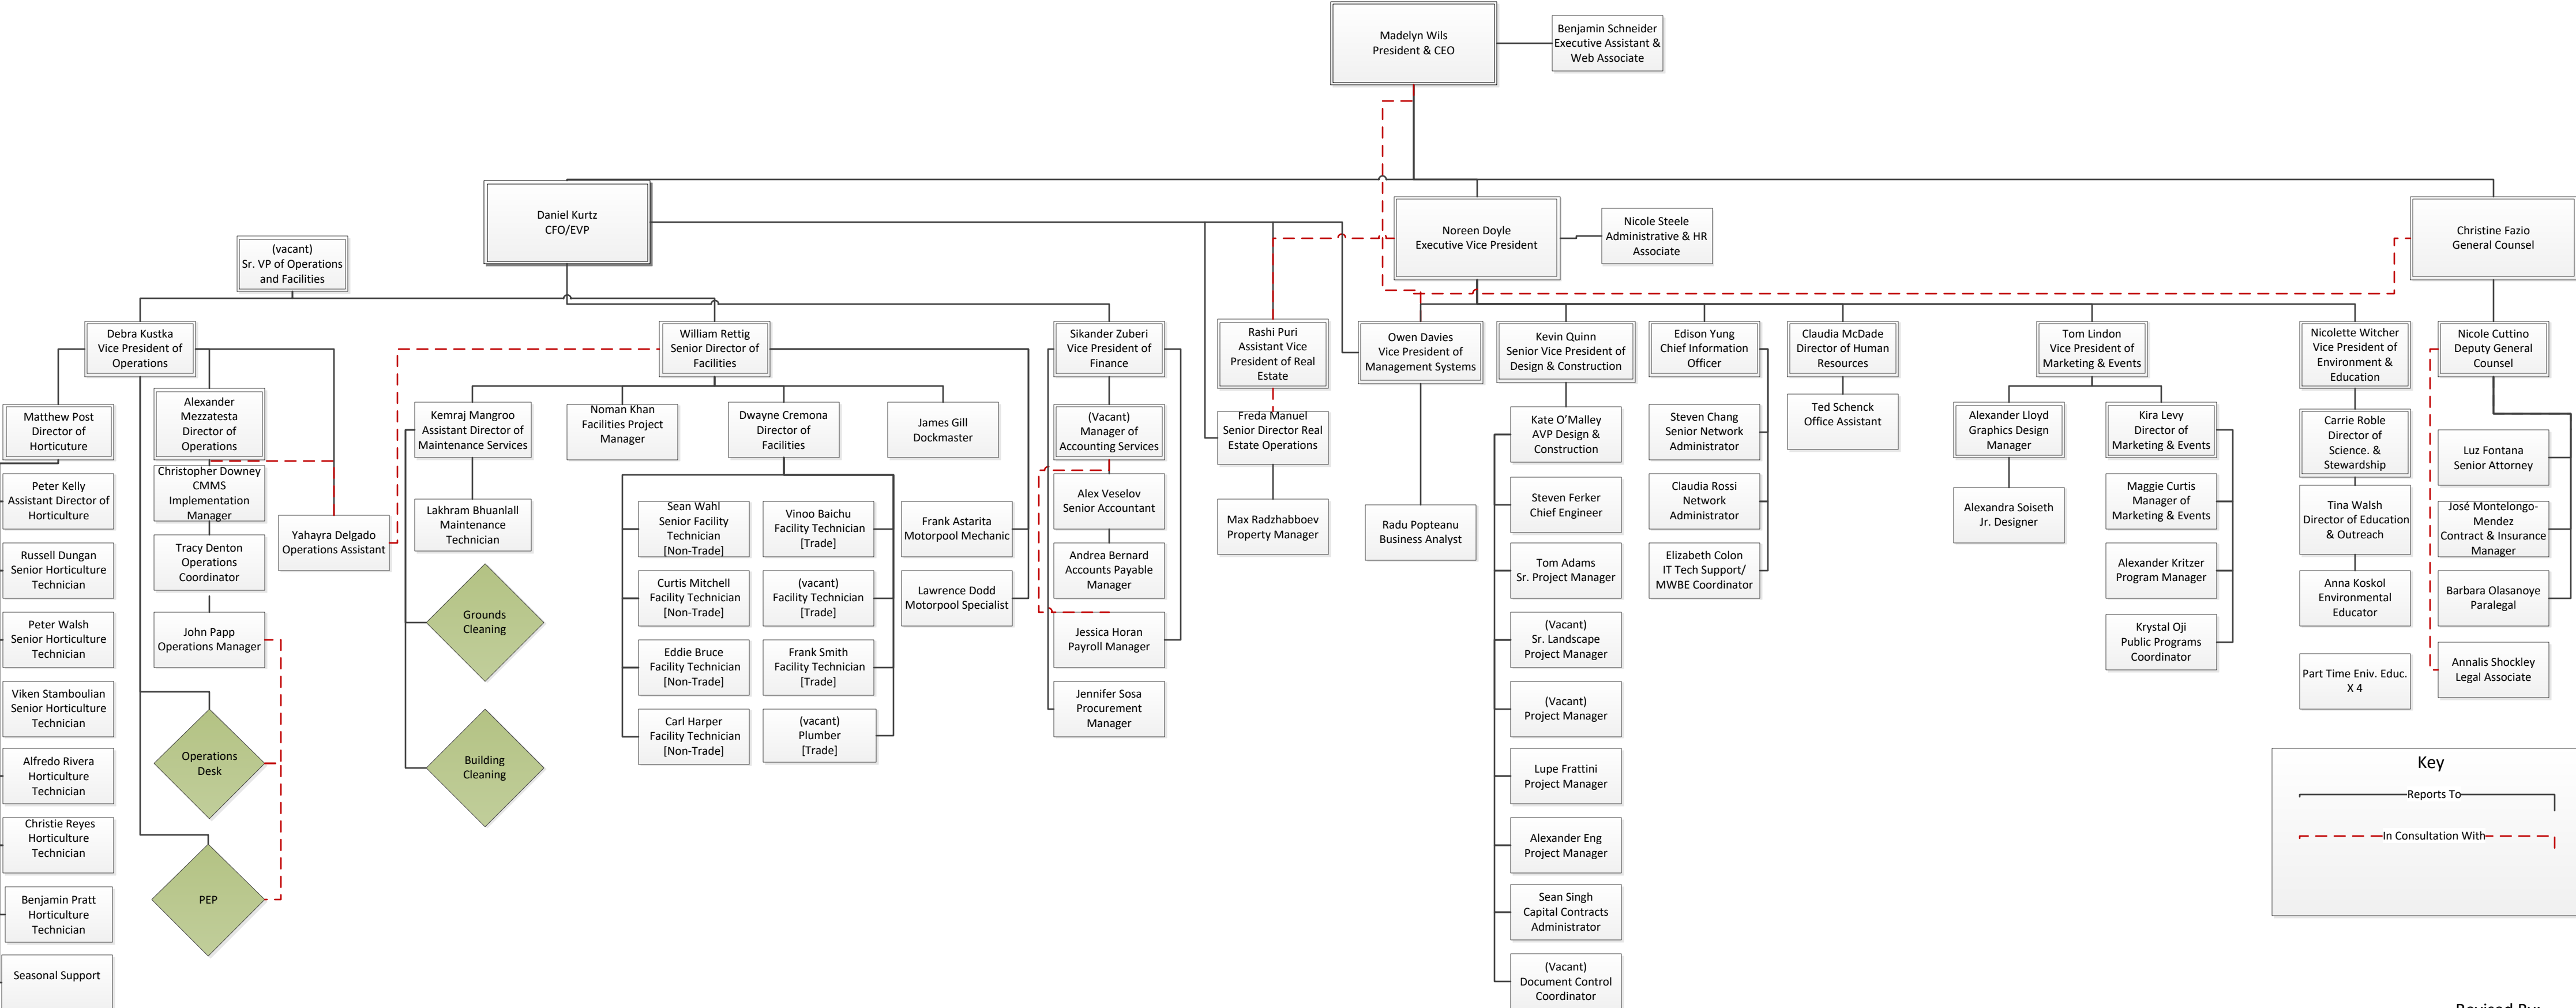 Madelyn Wils
President & CEO
Benjamin Schneider
Executive Assistant &
Web Associate
Daniel Kurtz
CFO/EVP
Noreen Doyle
Executive Vice President
Nicole Steele
Administrative & HR
Associate
Christine Fazio
General Counsel
(vacant)
Sr. VP of Operations
and Facilities
Debra Kustka
Vice President of
Operations
William Rettig
Senior Director of
Facilities
Sikander Zuberi
Vice President of
Finance
Rashi Puri
Assistant Vice
President of Real
Estate
Owen Davies
Vice President of
Management Systems
Kevin Quinn
Senior Vice President of
Design & Construction
Edison Yung
Chief Information
Officer
Claudia McDade
Director of Human
Resources
Tom Lindon
Vice President of
Marketing & Events
Nicolette Witcher
Vice President of
Environment &
Education
Nicole Cuttino
Deputy General
Counsel
Matthew Post
Director of
Horticuture
Peter Kelly
Assistant Director of
Horticulture
Russell Dungan
Senior Horticulture
Technician
Peter Walsh
Senior Horticulture
Technician
Viken Stamboulian
Senior Horticulture
Technician
Alfredo Rivera
Horticulture
Technician
Christie Reyes
Horticulture
Technician
Benjamin Pratt
Horticulture
Technician
Seasonal Support
Alexander
Mezzatesta
Director of
Operations
Christopher Downey
CMMS
Implementation
Manager
Tracy Denton
Operations
Coordinator
John Papp
Operations Manager
Operations
Desk
PEP
Yahayra Delgado
Operations Assistant
Kemraj Mangroo
Assistant Director of
Maintenance Services
Lakhram Bhuanlall
Maintenance
Technician
Grounds
Cleaning
Building
Cleaning
Noman Khan
Facilities Project
Manager
Dwayne Cremona
Director of
Facilities
James Gill
Dockmaster
Sean Wahl
Senior Facility
Technician
[Non-Trade]
Curtis Mitchell
Facility Technician
[Non-Trade]
Eddie Bruce
Facility Technician
[Non-Trade]
Carl Harper
Facility Technician
[Non-Trade]
Vinoo Baichu
Facility Technician
[Trade]
(vacant)
Facility Technician
[Trade]
Frank Smith
Facility Technician
[Trade]
(vacant)
Plumber
[Trade]
Frank Astarita
Motorpool Mechanic
Lawrence Dodd
Motorpool Specialist
(Vacant)
Manager of
Accounting Services
Alex Veselov
Senior Accountant
Andrea Bernard
Accounts Payable
Manager
Jessica Horan
Payroll Manager
Jennifer Sosa
Procurement
Manager
Freda Manuel
Senior Director Real
Estate Operations
Max Radzhabboev
Property Manager
Radu Popteanu
Business Analyst
Kate O’Malley
AVP Design &
Construction
Steven Ferker
Chief Engineer
Tom Adams
Sr. Project Manager
(Vacant)
Sr. Landscape
Project Manager
(Vacant)
Project Manager
Lupe Frattini
Project Manager
Alexander Eng
Project Manager
Sean Singh
Capital Contracts
Administrator
(Vacant)
Document Control
Coordinator
Steven Chang
Senior Network
Administrator
Claudia Rossi
Network
Administrator
Elizabeth Colon
IT Tech Support/
MWBE Coordinator
Ted Schenck
Office Assistant
Alexander Lloyd
Graphics Design
Manager
Alexandra Soiseth
Jr. Designer
Kira Levy
Director of
Marketing & Events
Maggie Curtis
Manager of
Marketing & Events
Alexander Kritzer
Program Manager
Krystal Oji
Public Programs
Coordinator
Carrie Roble
Director of
Science. &
Stewardship
Tina Walsh
Director of Education
& Outreach
Anna Koskol
Environmental
Educator
Part Time Eniv. Educ.
X 4
Luz Fontana
Senior Attorney
José Montelongo-
Mendez
Contract & Insurance
Manager
Barbara Olasanoye
Paralegal
Annalis Shockley
Legal Associate
Key
Reports To
In Consultation With